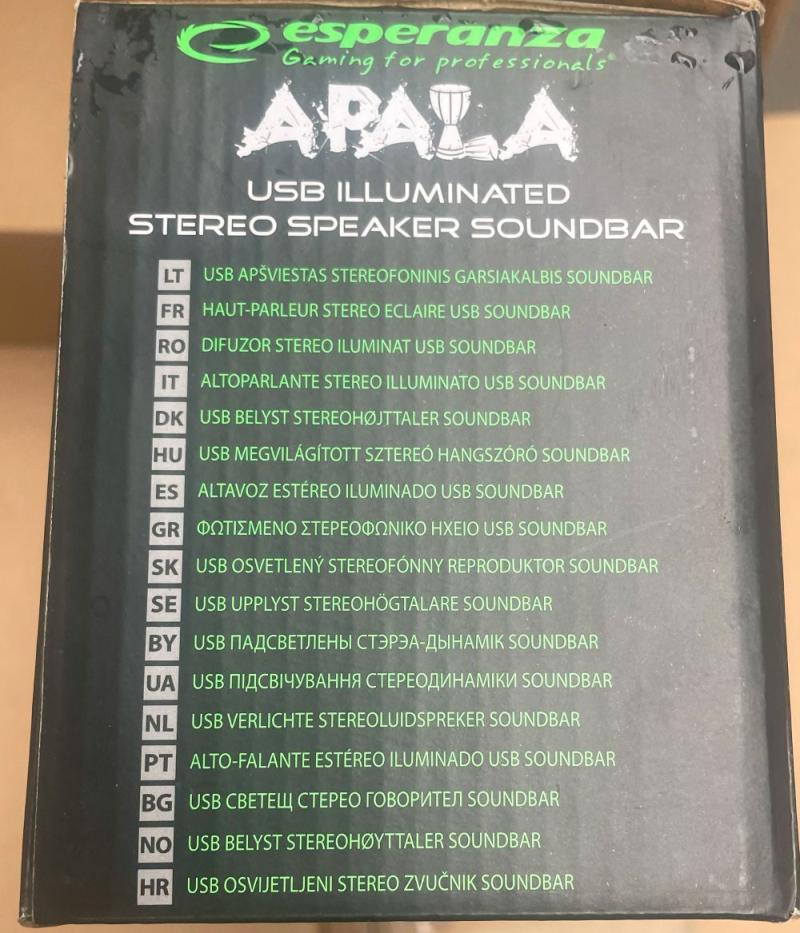 esperanza
Gaming for professionals®
APALA
USB ILLUMINATED
STEREO SPEAKER SOUNDBAR
LT USB APŠVIESTAS STEREOFONINIS GARSIAKALBIS SOUNDBAR
FR HAUT-PARLEUR STEREO ECLAIRE USB SOUNDBAR
RO DIFUZOR STEREO ILUMINAT USB SOUNDBAR
IT ALTOPARLANTE STEREO ILLUMINATO USB SOUNDBAR
DK USB BELYST STEREOHØJTTALER SOUNDBAR
HU USB MEGVILÁGÍTOTT SZTEREÓ HANGSZÓRÓ SOUNDBAR
ES ALTAVOZ ESTÉREO ILUMINADO USB SOUNDBAR
GR ΦΩΤΙΣΜΕΝΟ ΣΤΕΡΕΟΦΩΝΙΚΟ ΗΧΕΙΟ USB SOUNDBAR
SK USB OSVETLENÝ STEREOFÓNNY REPRODUKTOR SOUNDBAR
SE USB UPPLYST STEREOHÖGTALARE SOUNDBAR
BY USB ПАДСВЕТЛЕНЫ СТЭРЭА-ДЫНАМІК SOUNDBAR
UA USB ПІДСВІЧУВАННЯ СТЕРЕОДИНАМІКИ SOUNDBAR
NL USB VERLICHTE STEREOLUIDSPREKER SOUNDBAR
PT ALTO-FALANTE ESTÉREO ILUMINADO USB SOUNDBAR
BG USB СВЕТЕЩ СТЕРЕО ГОВОРИТЕЛ SOUNDBAR
NO USB BELYST STEREOHØYTTALER SOUNDBAR
HR USB OSVIJETLJENI STEREO ZVUČNIK SOUNDBAR